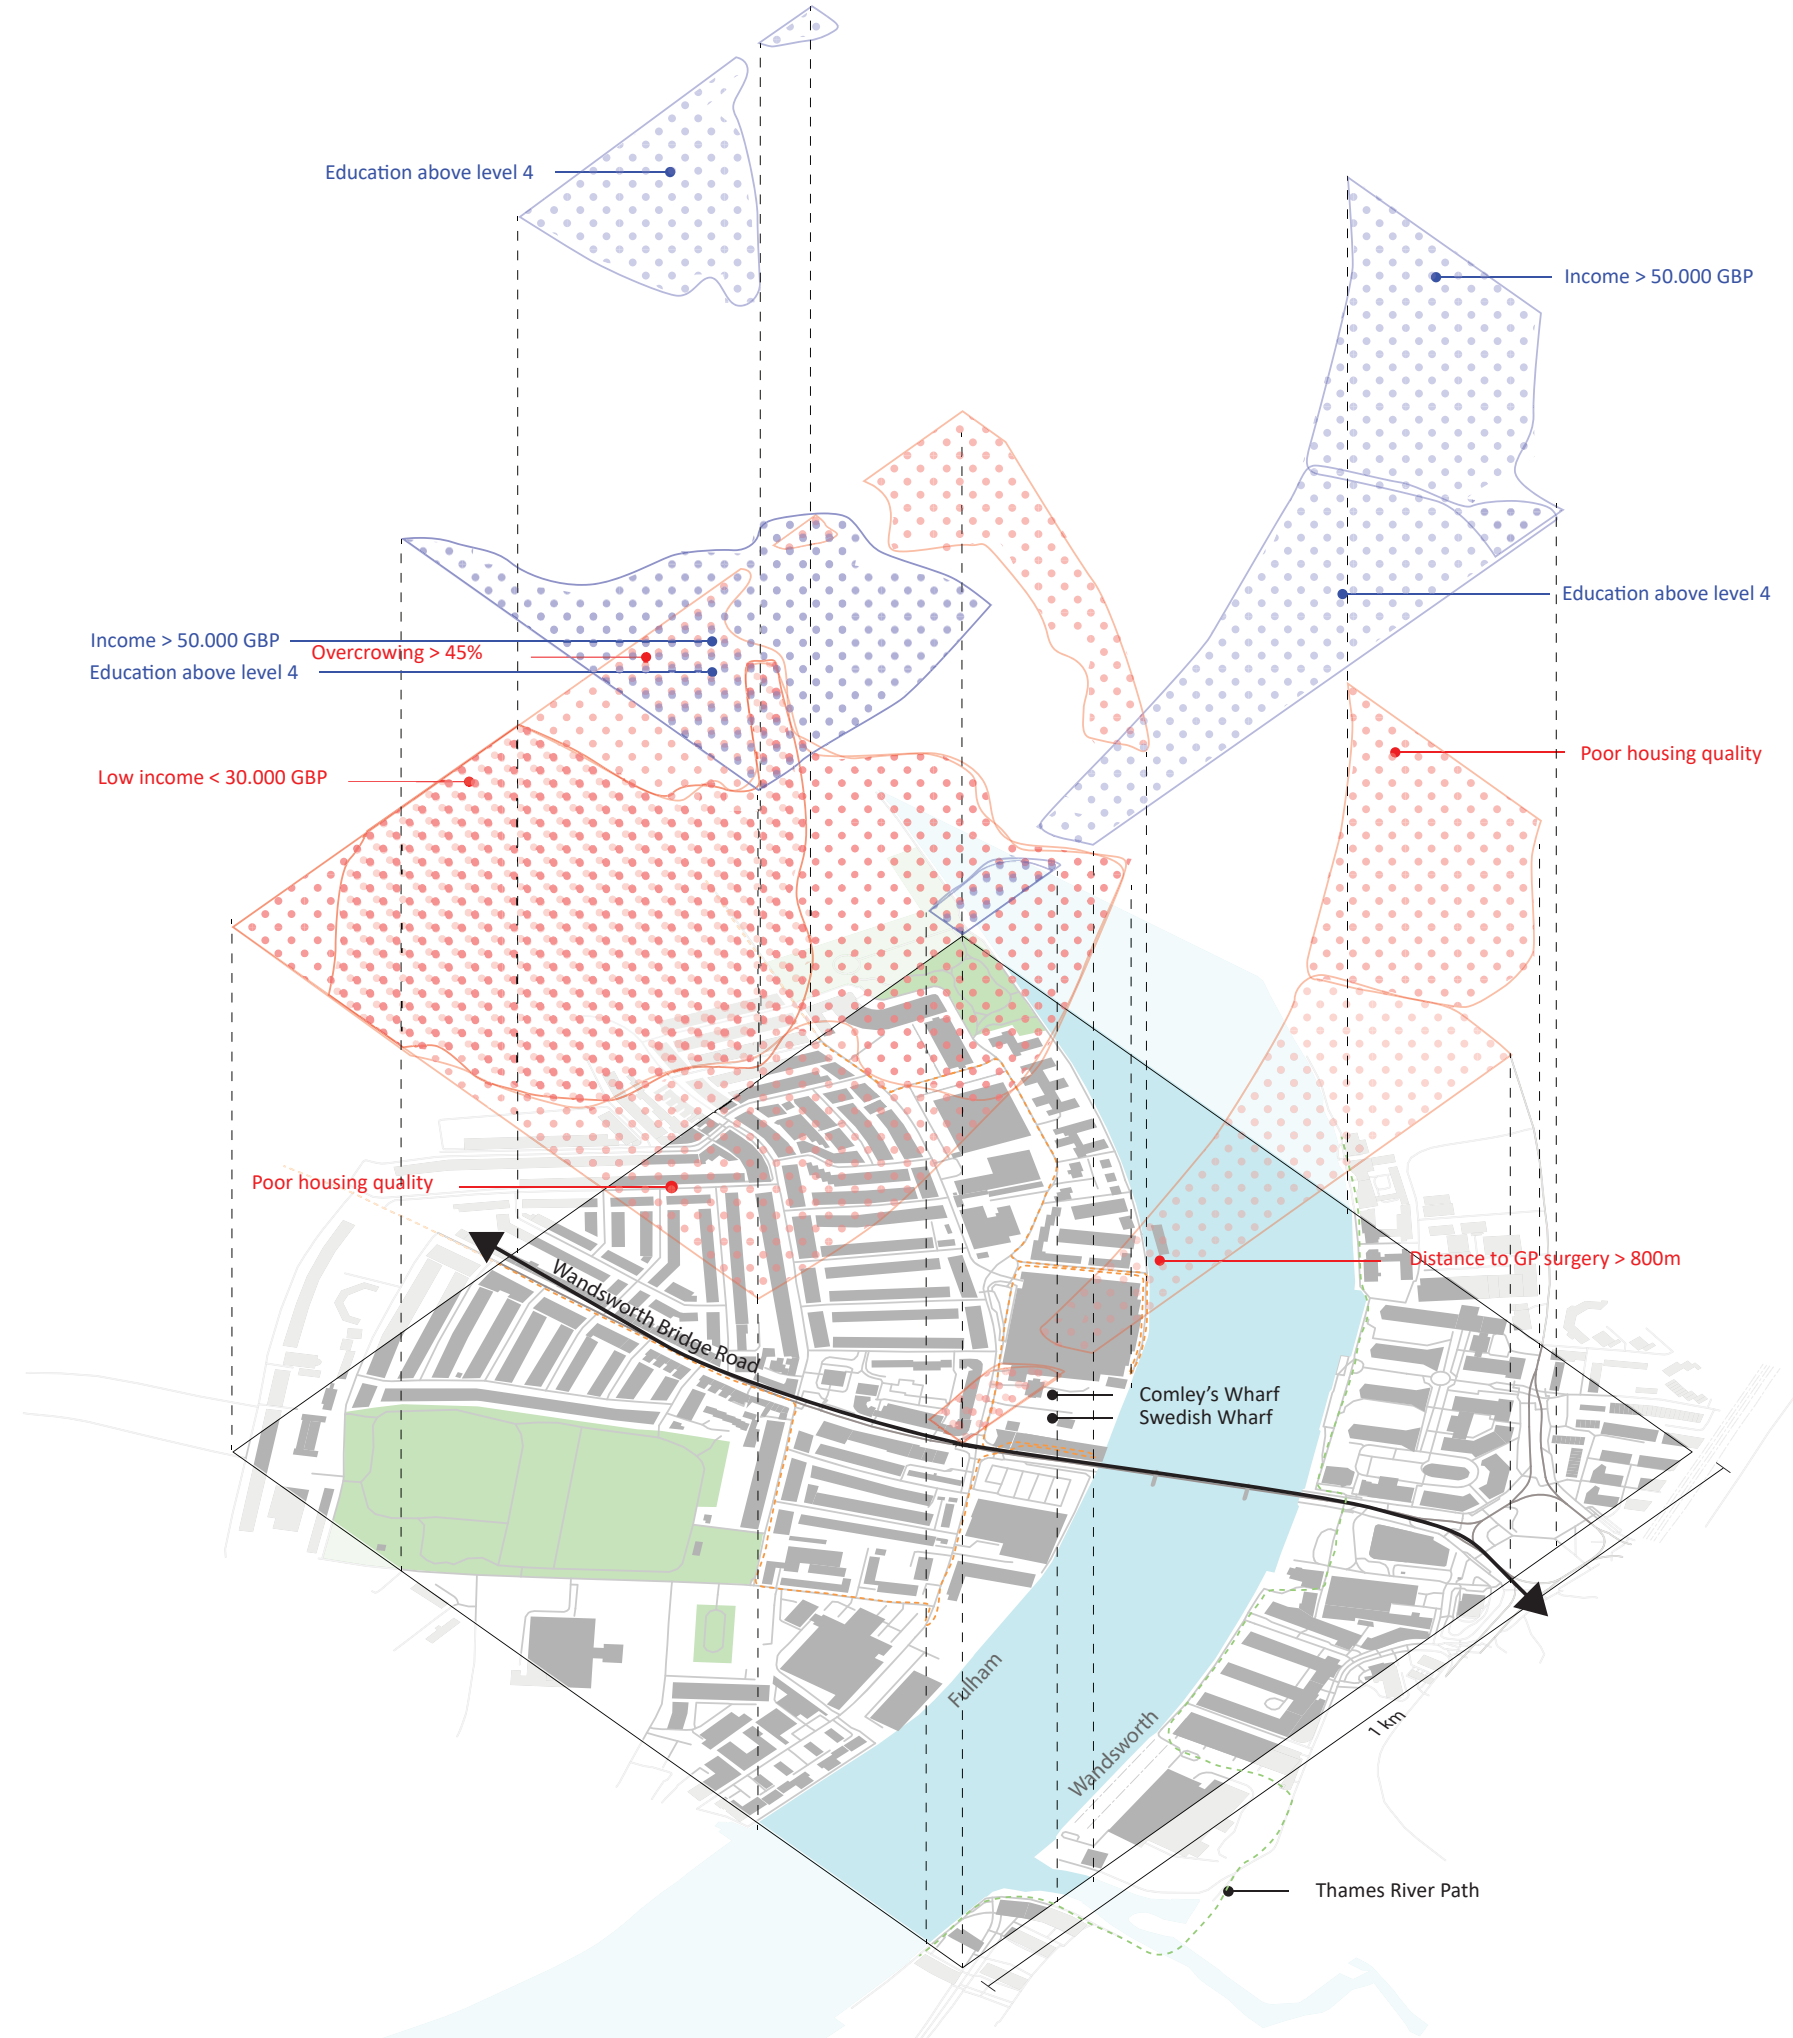 Education above level 4
Income > 50.000 GBP
Education above level 4
Income > 50.000 GBP
Overcrowing > 45%
Education above level 4
Poor housing quality
Low income < 30.000 GBP
Poor housing quality
Distance to GP surgery > 800m
Wandsworth Bridge Road
Comley's Wharf
Swedish Wharf
Fulham
Wandsworth
1 km
Thames River Path